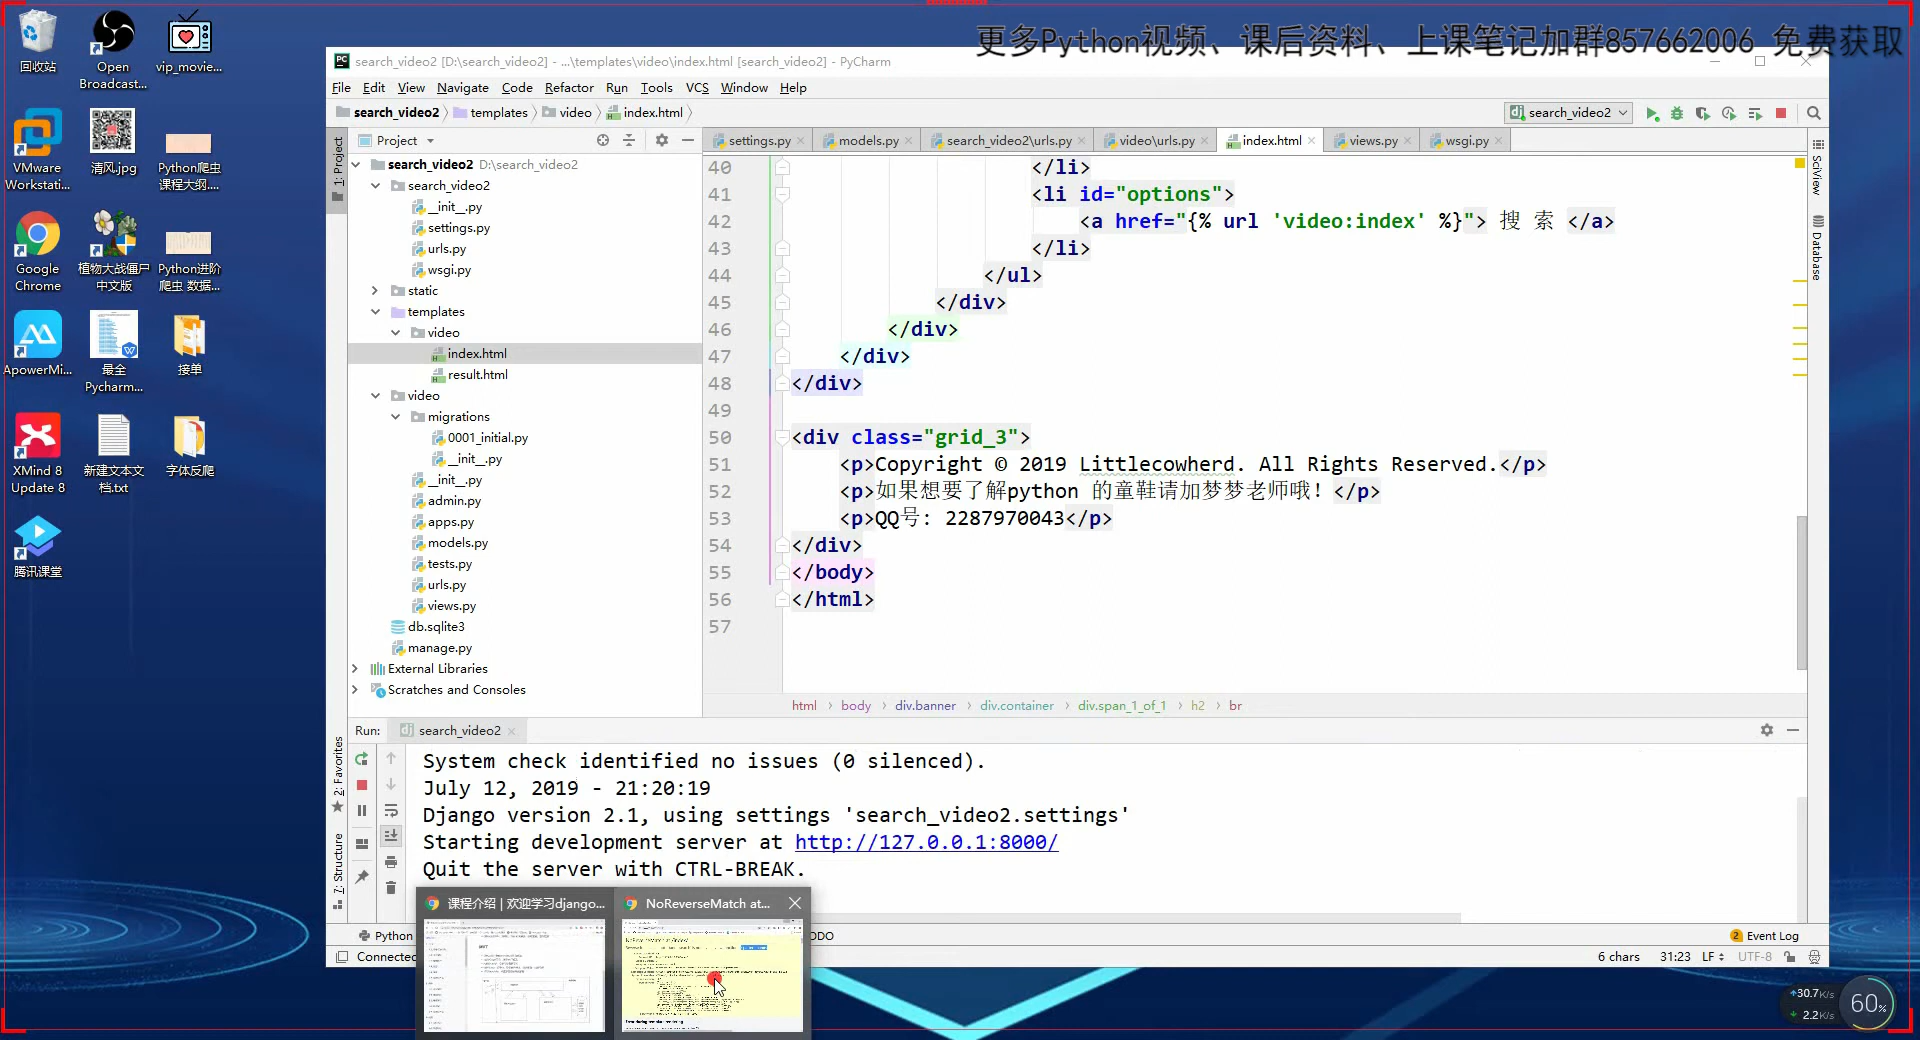 更多Python视频、课后资料、上课笔记加群857662006 免费获取
回收站
Open
Broadcast...
vip_movie...
VMware
Workstati...
清风.jpg
Python爬虫
课程大纲....
Google
Chrome
植物大战僵尸
中文版
Python进阶
爬虫 数据...
ApowerMi...
最全
Pycharm...
接单
XMind 8
Update 8
新建文本文
档.txt
字体反爬
腾讯课堂
search_video2 [D:\search_video2] - ...\templates\video\index.html [search_video2] - PyCharm
File Edit View Navigate Code Refactor Run Tools VCS Window Help
search_video2 templates video index.html
search_video2
1: Project
Project
settings.py models.py search_video2\urls.py video\urls.py index.html views.py wsgi.py
search_video2 D:\search_video2
search_video2
__init__.py
settings.py
urls.py
wsgi.py
static
templates
video
index.html
result.html
video
migrations
0001_initial.py
__init__.py
__init__.py
admin.py
apps.py
models.py
tests.py
urls.py
views.py
db.sqlite3
manage.py
External Libraries
Scratches and Consoles
40 </li>
41 <li id="options">
42 <a href="{% url 'video:index' %}"> 搜 索 </a>
43 </li>
44 </ul>
45 </div>
46 </div>
47 </div>
48 </div>
49
50 <div class="grid_3">
51 <p>Copyright © 2019 Littlecowherd. All Rights Reserved.</p>
52 <p>如果想要了解python 的童鞋请加梦梦老师哦！</p>
53 <p>QQ号: 2287970043</p>
54 </div>
55 </body>
56 </html>
57
html body div.banner div.container div.span_1_of_1 h2 br
SciView
Database
Run: search_video2
2: Favorites
7: Structure
System check identified no issues (0 silenced).
July 12, 2019 - 21:20:19
Django version 2.1, using settings 'search_video2.settings'
Starting development server at http://127.0.0.1:8000/
Quit the server with CTRL-BREAK.
课程介绍 | 欢迎学习django...
NoReverseMatch at...
Python
ODO
Event Log
Connected
6 chars 31:23 LF UTF-8
30.7K/s
2.2K/s
60%